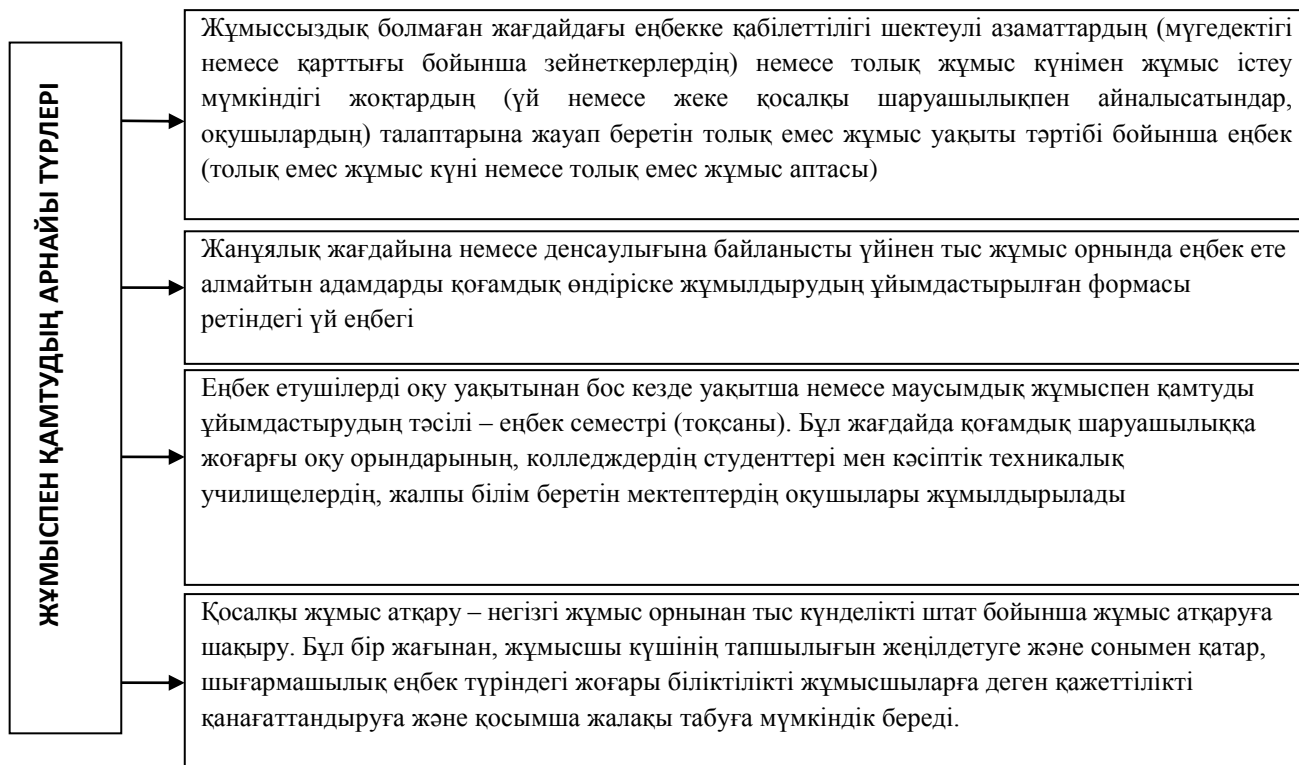 ЖҰМЫСПЕН ҚАМТУДЫҢ АРНАЙЫ ТҮРЛЕРІ
Жұмыссыздық болмаған жағдайдағы еңбекке қабілеттілігі шектеулі азаматтардың (мүгедектігі
немесе қарттығы бойынша зейнеткерлердің) немесе толық жұмыс күнімен жұмыс істеу
мүмкіндігі жоқтардың (үй немесе жеке қосалқы шаруашылықпен айналысатындар,
оқушылардың) талаптарына жауап беретін толық емес жұмыс уақыты тәртібі бойынша еңбек
(толық емес жұмыс күні немесе толық емес жұмыс аптасы)
Жанұялық жағдайына немесе денсаулығына байланысты үйінен тыс жұмыс орнында еңбек ете
алмайтын адамдарды қоғамдық өндіріске жұмылдырудың ұйымдастырылған формасы
ретіндегі үй еңбегі
Еңбек етушілерді оқу уақытынан бос кезде уақытша немесе маусымдық жұмыспен қамтуды
ұйымдастырудың тәсілі – еңбек семестрі (тоқсаны). Бұл жағдайда қоғамдық шаруашылыққа
жоғарғы оқу орындарының, колледждердің студенттері мен кәсіптік техникалық
училищелердің, жалпы білім беретін мектептердің оқушылары жұмылдырылады
Қосалқы жұмыс атқару – негізгі жұмыс орнынан тыс күнделікті штат бойынша жұмыс атқаруға
шақыру. Бұл бір жағынан, жұмысшы күшінің тапшылығын жеңілдетуге және сонымен қатар,
шығармашылық еңбек түріндегі жоғары біліктілікті жұмысшыларға деген қажеттілікті
қанағаттандыруға және қосымша жалақы табуға мүмкіндік береді.